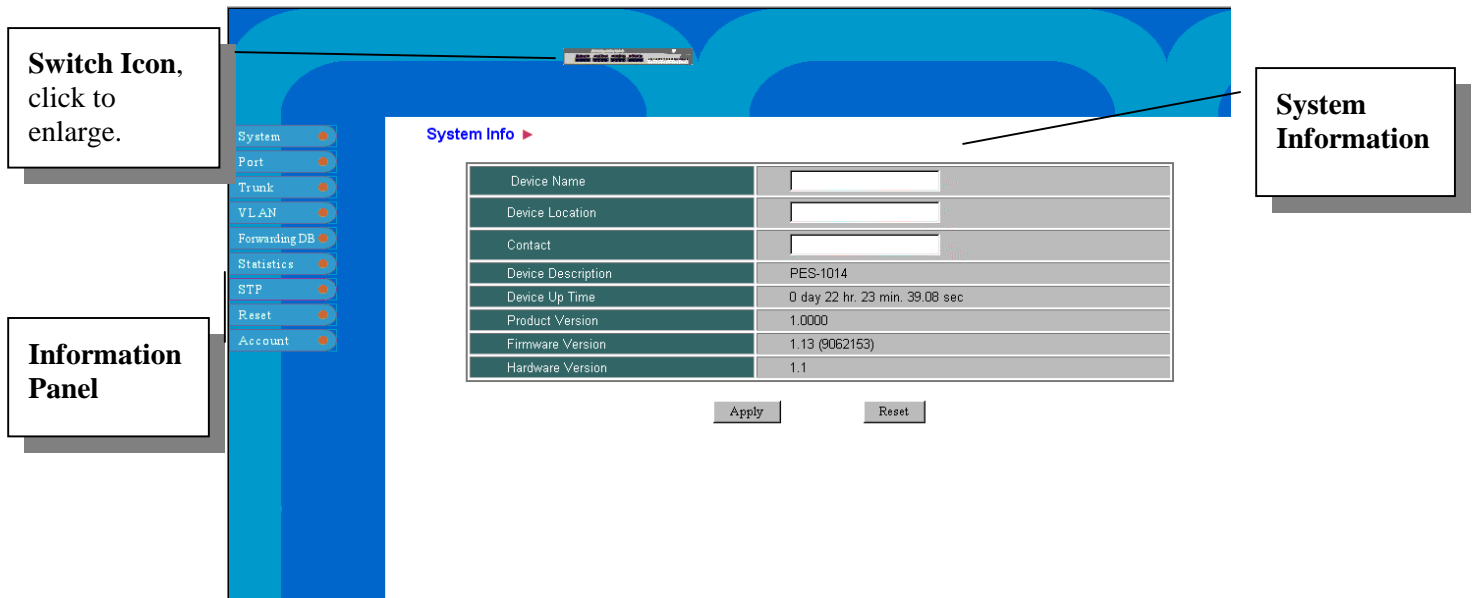 Switch Icon,
click to
enlarge.
System
Information
Information
Panel
System
Port
Trunk
VLAN
Forwarding DB
Statistics
STP
Reset
Account
System Info
Device Name
Device Location
Contact
Device Description PES-1014
Device Up Time 0 day 22 hr. 23 min. 39.08 sec
Product Version 1.0000
Firmware Version 1.13 (9062153)
Hardware Version 1.1
Apply Reset